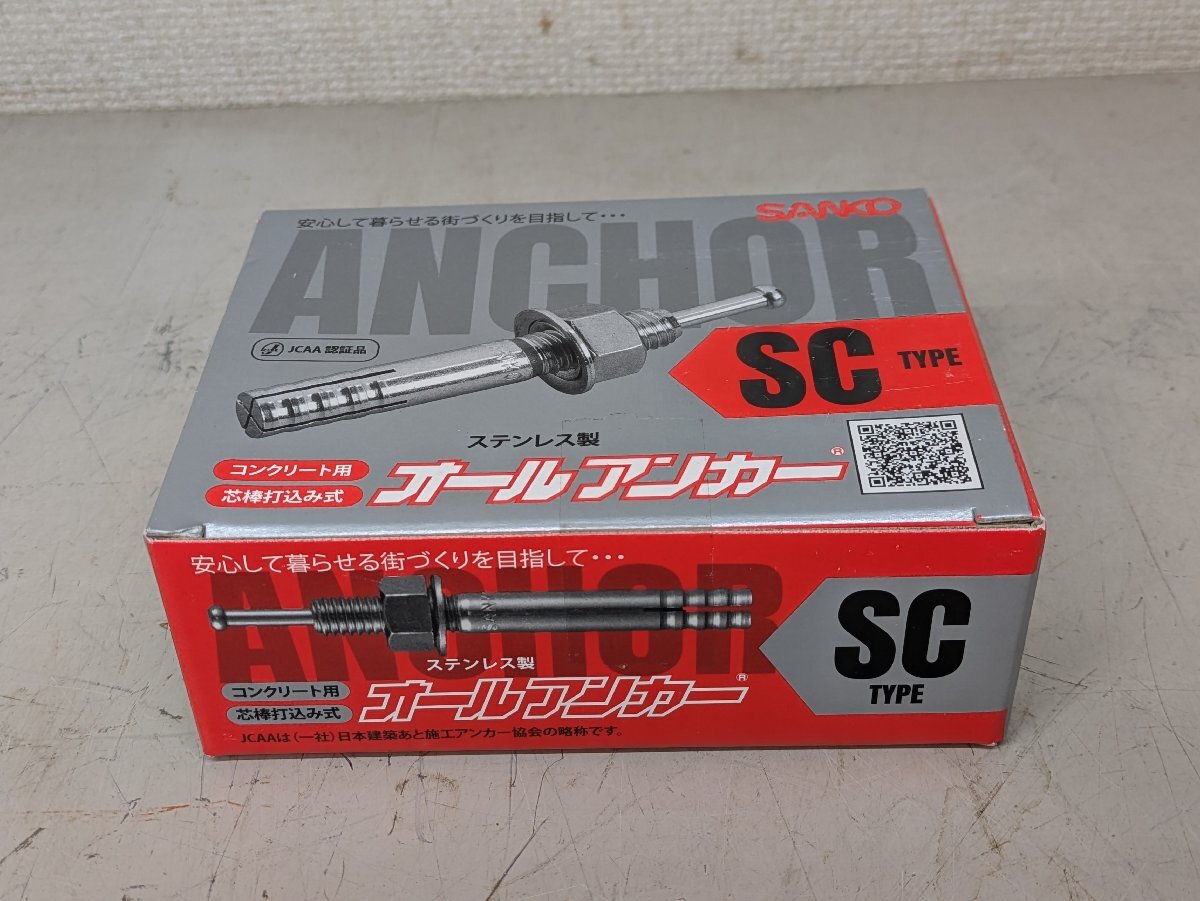 安心して暮らせる街づくりを目指して・・・
SANKO
ANCHOR
JCAA 認証品
SC TYPE
ステンレス製
コンクリート用
芯棒打込み式
オールアンカー®
安心して暮らせる街づくりを目指して・・・
ANCHOR
SC
TYPE
ステンレス製
コンクリート用
芯棒打込み式
オールアンカー®
JCAAは(一社)日本建築あと施工アンカー協会の略称です。